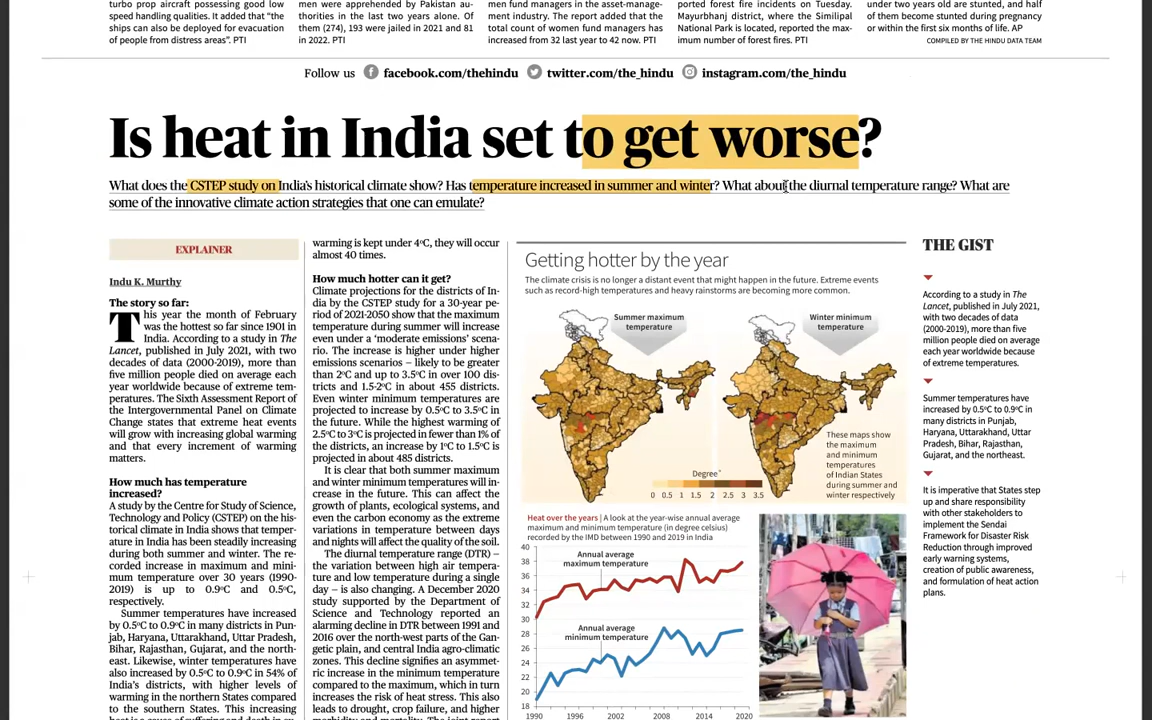 turbo prop aircraft possessing good low
speed handling qualities. It added that “the
ships can also be deployed for evacuation
of people from distress areas”. PTI
men were apprehended by Pakistan au-
thorities in the last two years alone. Of
them (274), 193 were jailed in 2021 and 81
in 2022. PTI
men fund managers in the asset-manage-
ment industry. The report added that the
total count of women fund managers has
increased from 32 last year to 42 now. PTI
ported forest fire incidents on Tuesday.
Mayurbhanj district, where the Similipal
National Park is located, reported the max-
imum number of forest fires. PTI
under two years old are stunted, and half
of them become stunted during pregnancy
or within the first six months of life. AP
COMPILED BY THE HINDU DATA TEAM
Follow us facebook.com/thehindu twitter.com/the_hindu instagram.com/the_hindu
Is heat in India set to get worse?
What does the CSTEP study on India’s historical climate show? Has temperature increased in summer and winter? What about the diurnal temperature range? What are
some of the innovative climate action strategies that one can emulate?
EXPLAINER
Indu K. Murthy
The story so far:
This year the month of February
was the hottest so far since 1901 in
India. According to a study in The
Lancet, published in July 2021, with two
decades of data (2000-2019), more than
five million people died on average each
year worldwide because of extreme tem-
peratures. The Sixth Assessment Report of
the Intergovernmental Panel on Climate
Change states that extreme heat events
will grow with increasing global warming
and that every increment of warming
matters.
How much has temperature
increased?
A study by the Centre for Study of Science,
Technology and Policy (CSTEP) on the his-
torical climate in India shows that temper-
ature in India has been steadily increasing
during both summer and winter. The re-
corded increase in maximum and mini-
mum temperature over 30 years (1990-
2019) is up to 0.9°C and 0.5°C,
respectively.
Summer temperatures have increased
by 0.5°C to 0.9°C in many districts in Pun-
jab, Haryana, Uttarakhand, Uttar Pradesh,
Bihar, Rajasthan, Gujarat, and the north-
east. Likewise, winter temperatures have
also increased by 0.5°C to 0.9°C in 54% of
India’s districts, with higher levels of
warming in the northern States compared
to the southern States. This increasing
warming is kept under 4°C, they will occur
almost 40 times.
How much hotter can it get?
Climate projections for the districts of In-
dia by the CSTEP study for a 30-year pe-
riod of 2021-2050 show that the maximum
temperature during summer will increase
even under a ‘moderate emissions’ scena-
rio. The increase is higher under higher
emissions scenarios – likely to be greater
than 2°C and up to 3.5°C in over 100 dis-
tricts and 1.5-2°C in about 455 districts.
Even winter minimum temperatures are
projected to increase by 0.5°C to 3.5°C in
the future. While the highest warming of
2.5°C to 3°C is projected in fewer than 1% of
the districts, an increase by 1°C to 1.5°C is
projected in about 485 districts.
It is clear that both summer maximum
and winter minimum temperatures will in-
crease in the future. This can affect the
growth of plants, ecological systems, and
even the carbon economy as the extreme
variations in temperature between days
and nights will affect the quality of the soil.
The diurnal temperature range (DTR) –
the variation between high air tempera-
ture and low temperature during a single
day – is also changing. A December 2020
study supported by the Department of
Science and Technology reported an
alarming decline in DTR between 1991 and
2016 over the north-west parts of the Gan-
getic plain, and central India agro-climatic
zones. This decline signifies an asymmet-
ric increase in the minimum temperature
compared to the maximum, which in turn
increases the risk of heat stress. This also
leads to drought, crop failure, and higher
Getting hotter by the year
The climate crisis is no longer a distant event that might happen in the future. Extreme events
such as record-high temperatures and heavy rainstorms are becoming more common.
Summer maximum
temperature
Winter minimum
temperature
These maps show
the maximum
and minimum
temperatures
of Indian States
during summer and
winter respectively
Degree°
0 0.5 1 1.5 2 2.5 3 3.5
Heat over the years | A look at the year-wise annual average
maximum and minimum temperature (in degree celsius)
recorded by the IMD between 1990 and 2019 in India
40
38
36
34
32
30
28
26
24
22
20
18
Annual average
maximum temperature
Annual average
minimum temperature
1990 1996 2002 2008 2014 2020
THE GIST
According to a study in The
Lancet, published in July 2021,
with two decades of data
(2000-2019), more than five
million people died on average
each year worldwide because
of extreme temperatures.
Summer temperatures have
increased by 0.5°C to 0.9°C in
many districts in Punjab,
Haryana, Uttarakhand, Uttar
Pradesh, Bihar, Rajasthan,
Gujarat, and the northeast.
It is imperative that States step
up and share responsibility
with other stakeholders to
implement the Sendai
Framework for Disaster Risk
Reduction through improved
early warning systems,
creation of public awareness,
and formulation of heat action
plans.